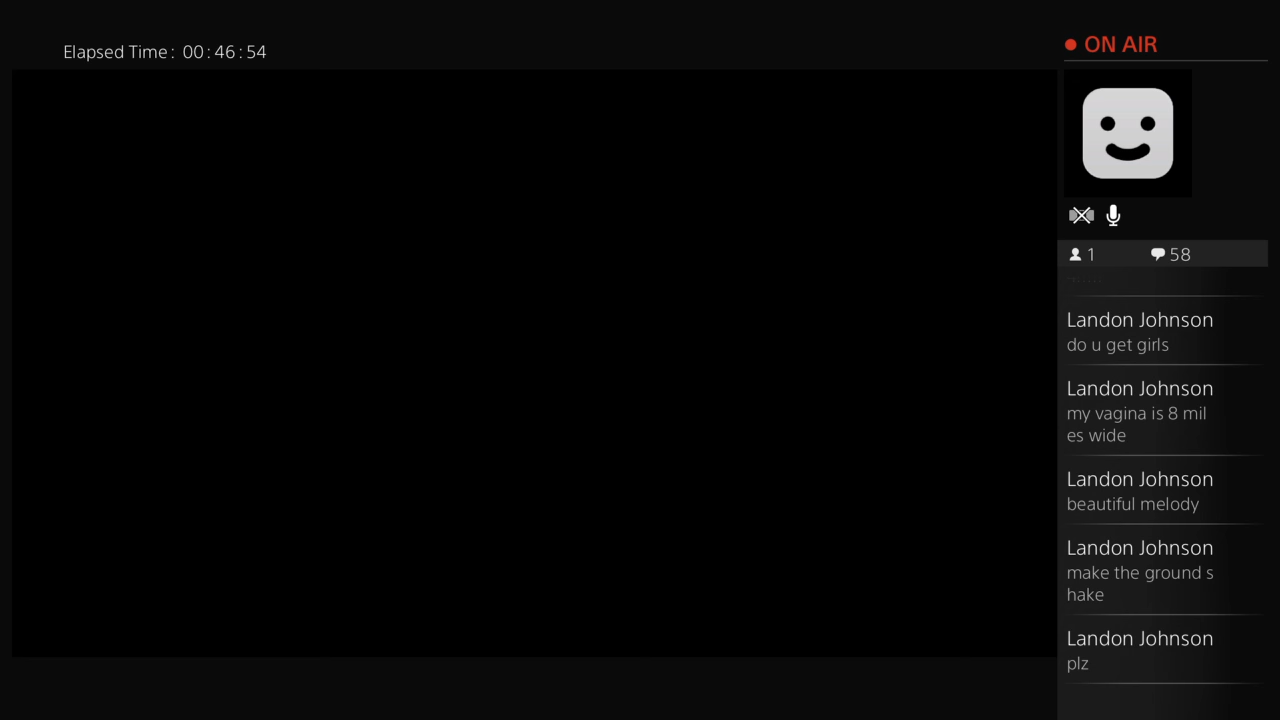 Elapsed Time: 00:46:54
ON AIR
1 58
Landon Johnson
do u get girls
Landon Johnson
my vagina is 8 mil
es wide
Landon Johnson
beautiful melody
Landon Johnson
make the ground s
hake
Landon Johnson
plz